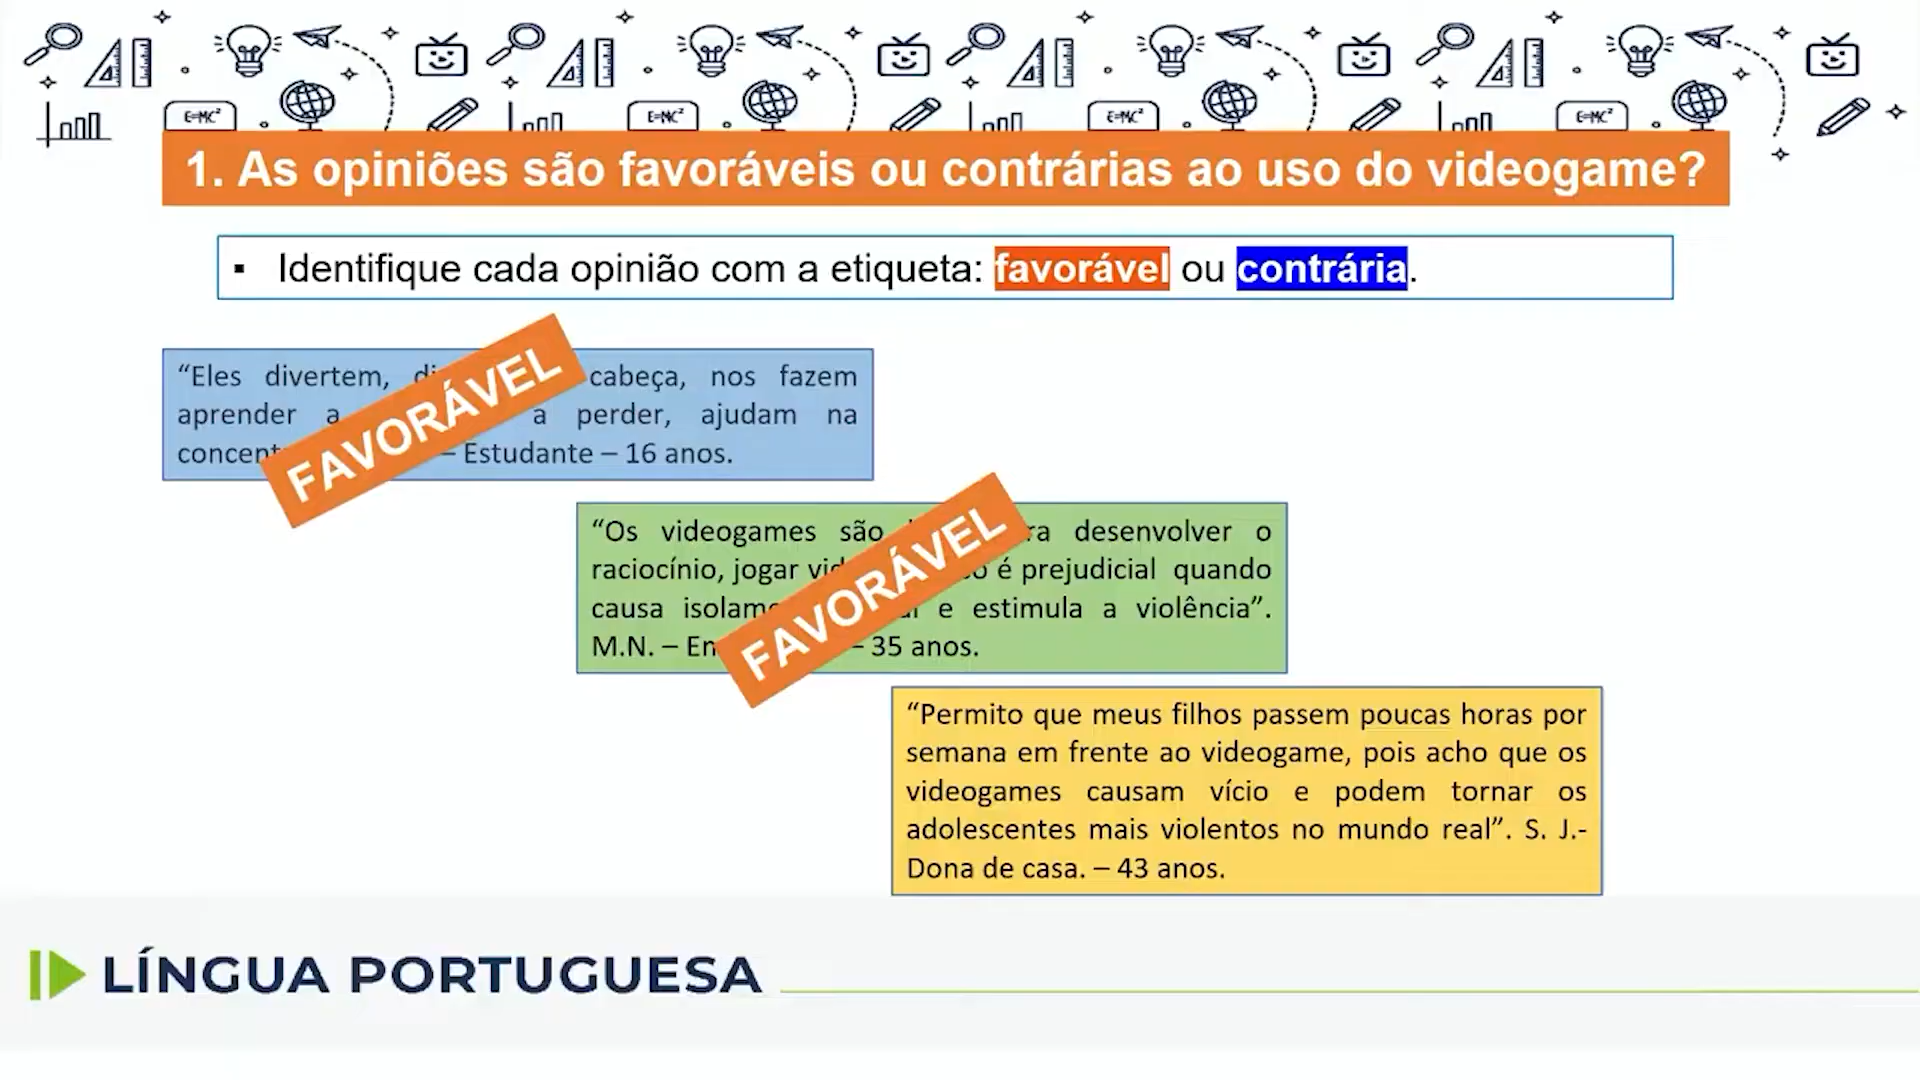 E=MC²
E=MC²
E=MC²
E=MC²
1. As opiniões são favoráveis ou contrárias ao uso do videogame?
▪ Identifique cada opinião com a etiqueta: favorável ou contrária.
“Eles divertem, cabeça, nos fazem
aprender a a perder, ajudam na
– Estudante – 16 anos.
FAVORÁVEL
“Os videogames são desenvolver o
raciocínio, jogar é prejudicial quando
causa e estimula a violência”.
M.N. – – 35 anos.
FAVORÁVEL
“Permito que meus filhos passem poucas horas por
semana em frente ao videogame, pois acho que os
videogames causam vício e podem tornar os
adolescentes mais violentos no mundo real”. S. J.-
Dona de casa. – 43 anos.
LÍNGUA PORTUGUESA